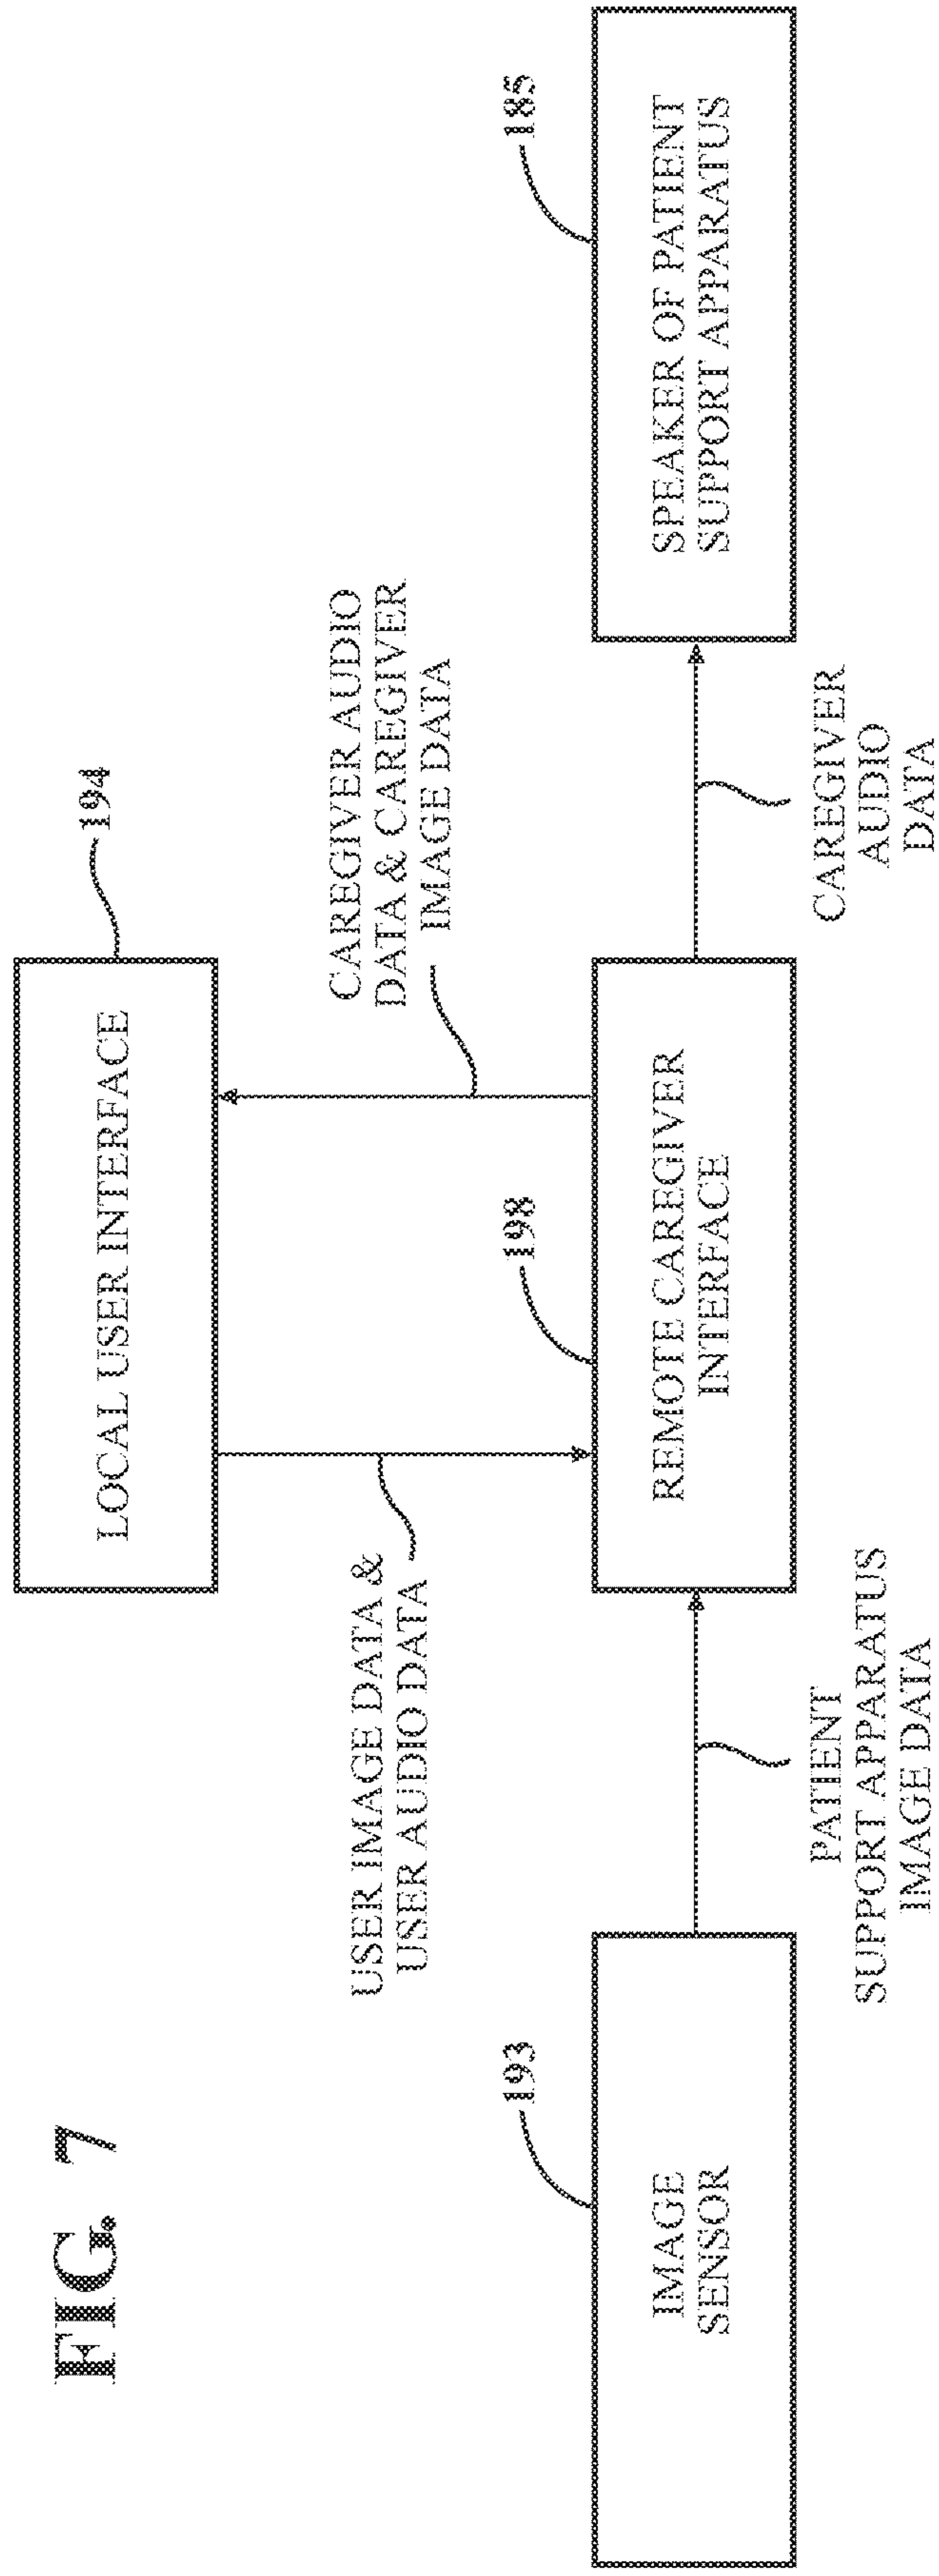 FIG. 7
LOCAL USER INTERFACE
194
USER IMAGE DATA &
USER AUDIO DATA
CAREGIVER AUDIO
DATA & CAREGIVER
IMAGE DATA
193
IMAGE
SENSOR
198
REMOTE CAREGIVER
INTERFACE
185
SPEAKER OF PATIENT
SUPPORT APPARATUS
PATIENT
SUPPORT APPARATUS
IMAGE DATA
CAREGIVER
AUDIO
DATA